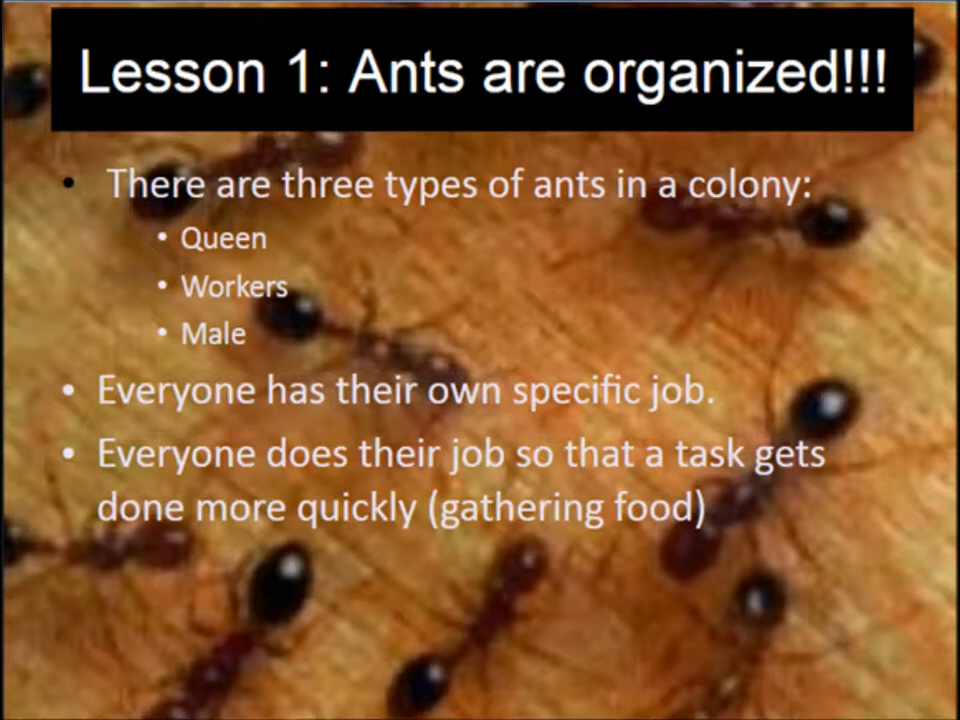 Lesson 1: Ants are organized!!!
• There are three types of ants in a colony:
• Queen
• Workers
• Male
• Everyone has their own specific job.
• Everyone does their job so that a task gets
done more quickly (gathering food)